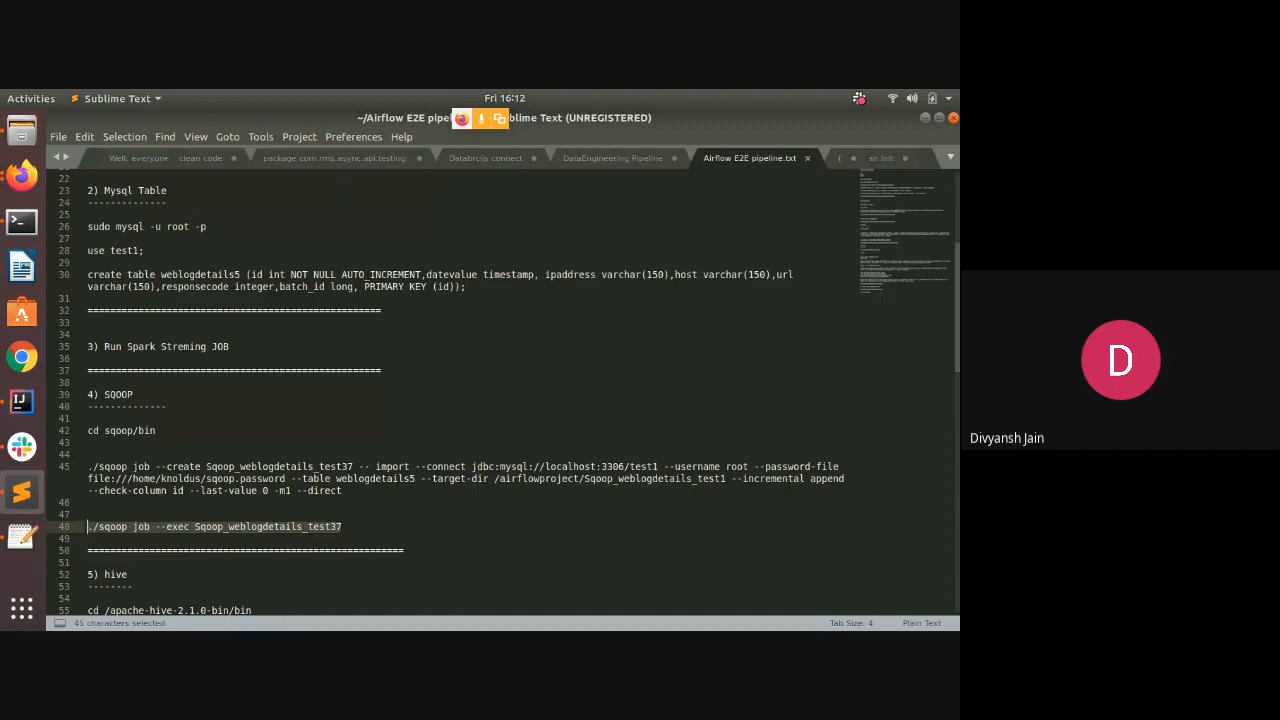 Activities
Sublime Text
Fri 16:12
~/Airflow E2E pipel
blime Text (UNREGISTERED)
File Edit Selection Find View Goto Tools Project Preferences Help
Well, everyone clean code
package com.rms.async.api.testing;
Databrcijs connect
DataEngineering Pipeline
Airflow E2E pipeline.txt
an Initi
22
23 2) Mysql Table
24 --------------
25
26 sudo mysql -u root -p
27
28 use test1;
29
30 create table weblogdetails5 (id int NOT NULL AUTO_INCREMENT,datevalue timestamp, ipaddress varchar(150),host varchar(150),url
varchar(150),responsecode integer,batch_id long, PRIMARY KEY (id));
31
32 ====================================================
33
34
35 3) Run Spark Streming JOB
36
37 ====================================================
38
39 4) SQOOP
40 --------------
41
42 cd sqoop/bin
43
44
45 ./sqoop job --create Sqoop_weblogdetails_test37 -- import --connect jdbc:mysql://localhost:3306/test1 --username root --password-file
file:///home/knoldus/sqoop.password --table weblogdetails5 --target-dir /airflowproject/Sqoop_weblogdetails_test1 --incremental append
--check-column id --last-value 0 -m1 --direct
46
47
48 ./sqoop job --exec Sqoop_weblogdetails_test37
49
50 ========================================================
51
52 5) hive
53 --------
54
55 cd /apache-hive-2.1.0-bin/bin
45 characters selected
Tab Size: 4
Plain Text
D
Divyansh Jain